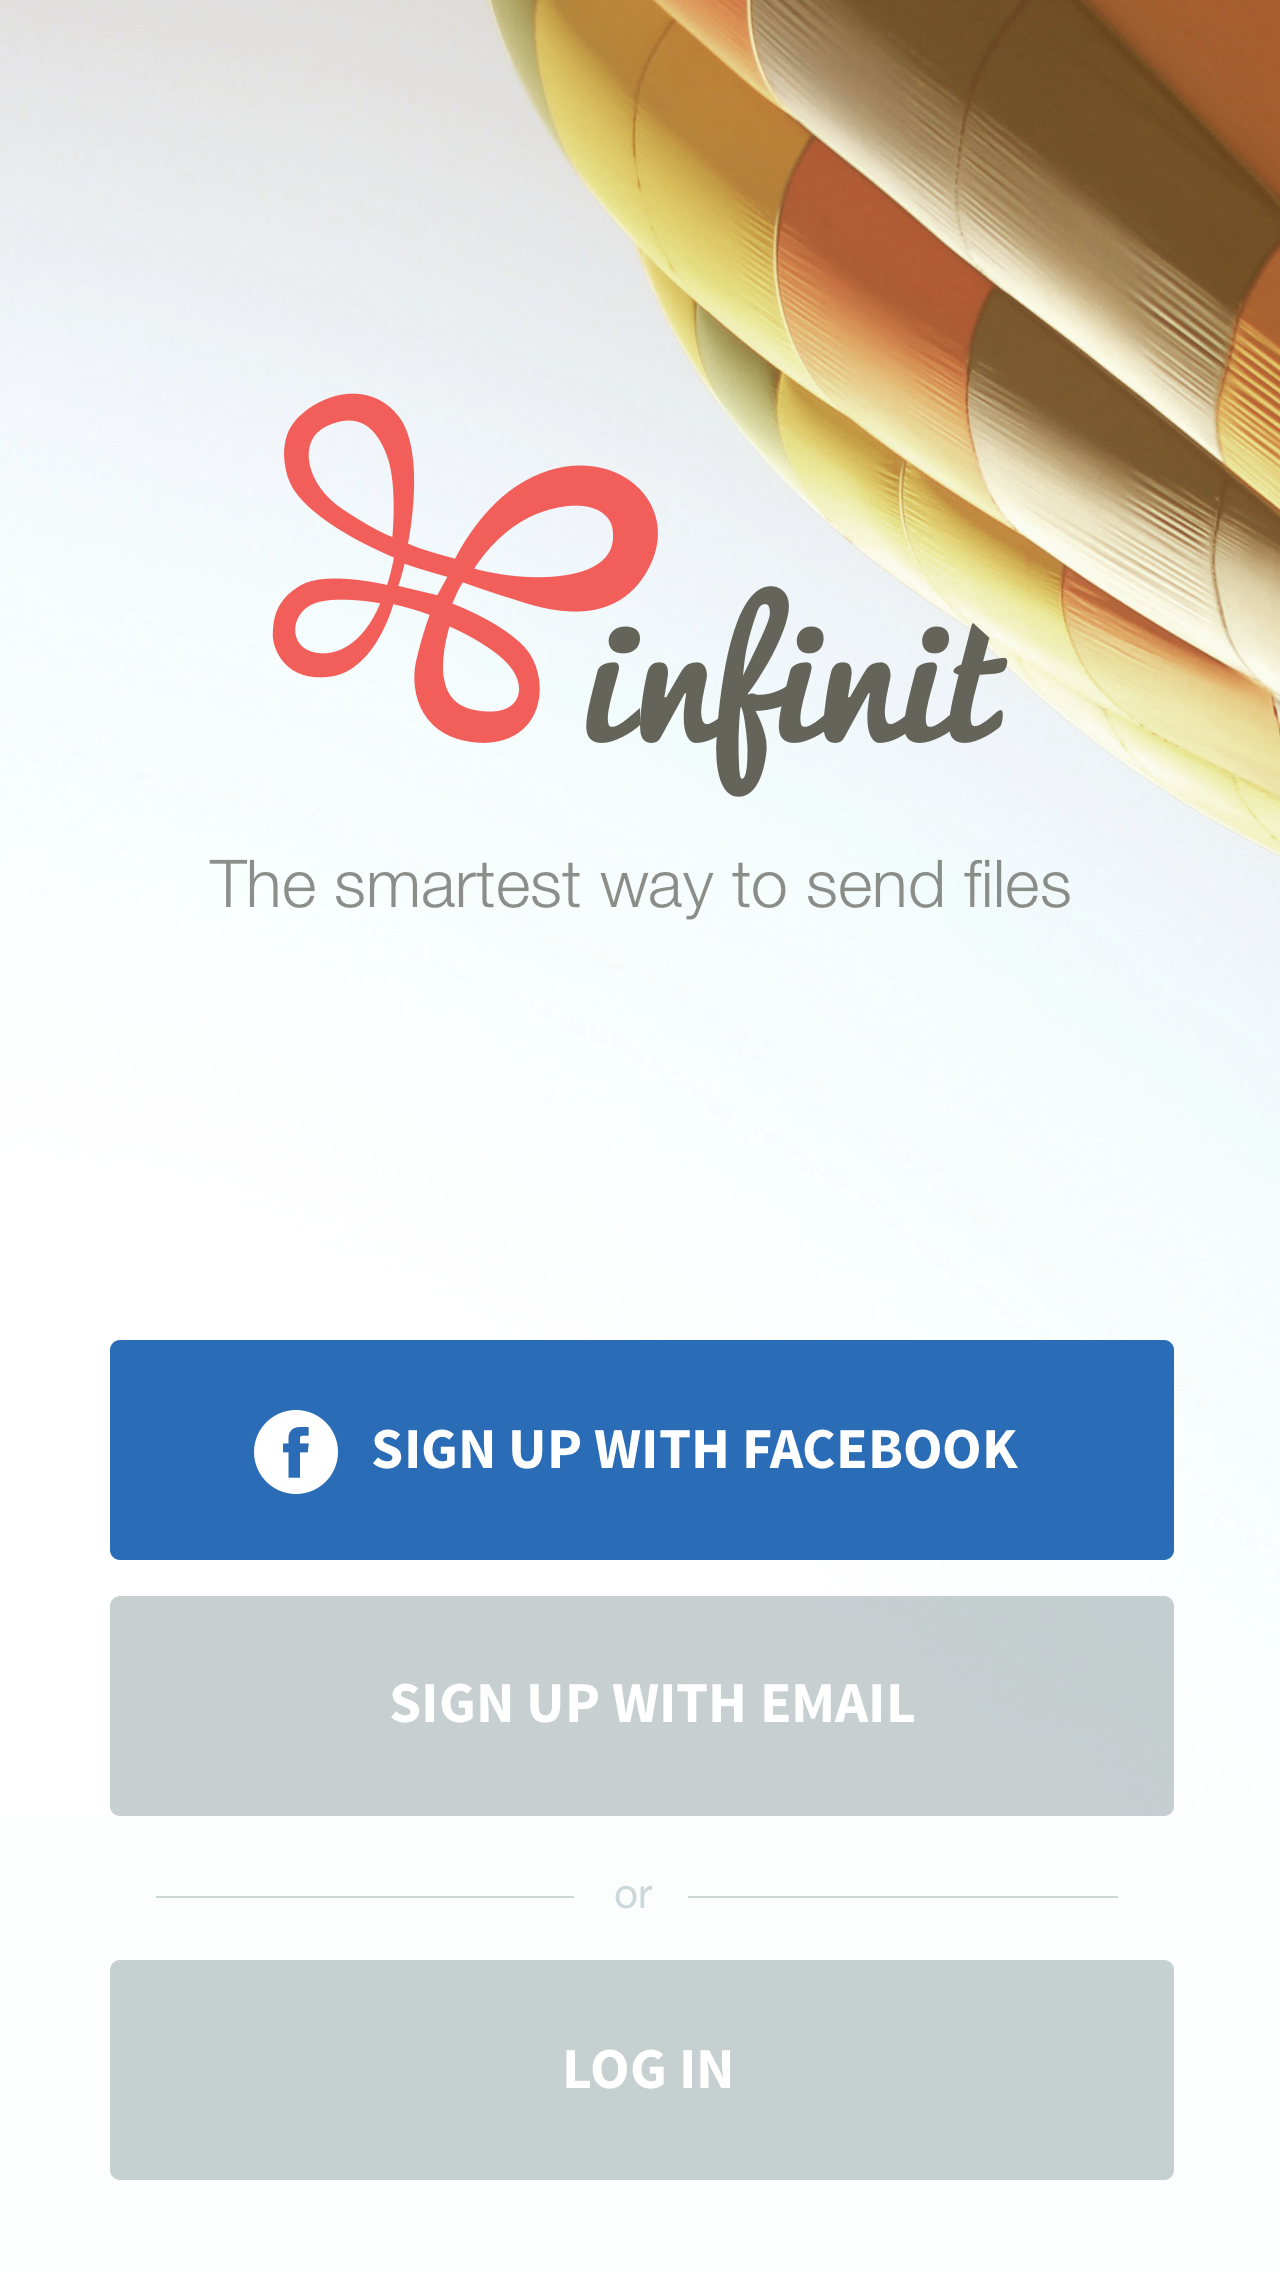 infinit
The smartest way to send files
SIGN UP WITH FACEBOOK
SIGN UP WITH EMAIL
or
LOG IN